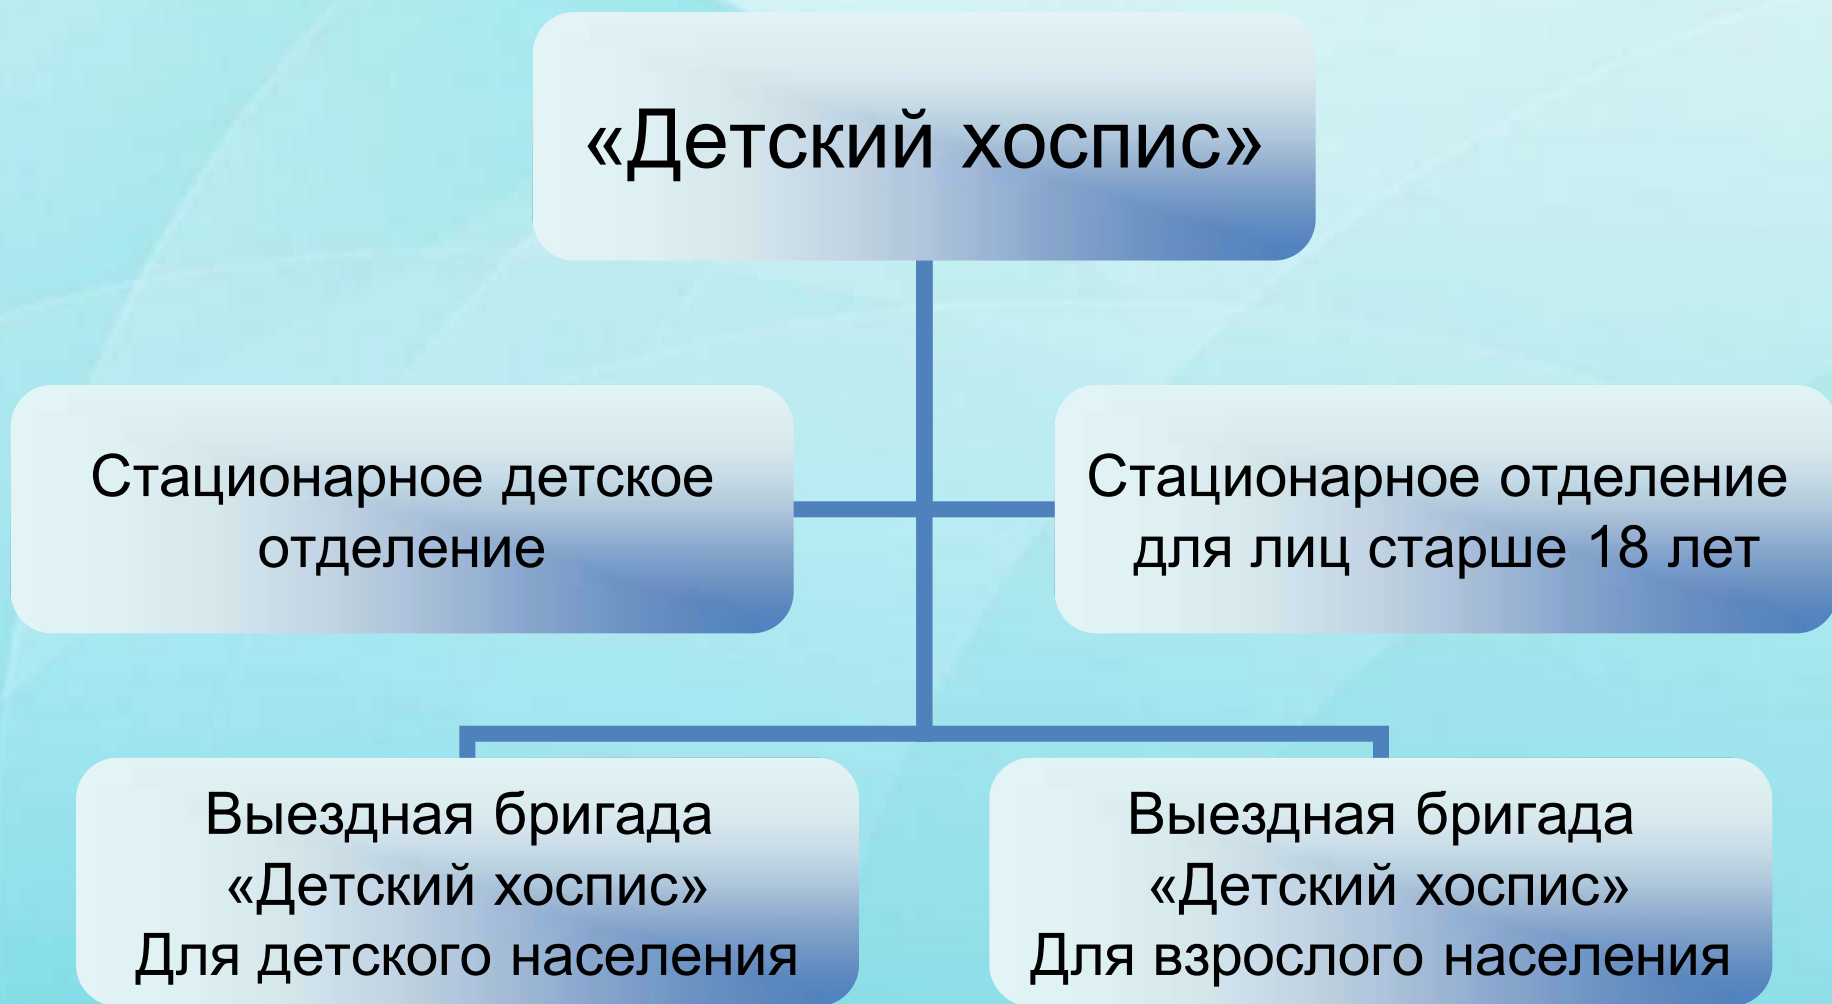 «Детский хоспис»
Стационарное детское
отделение
Стационарное отделение
для лиц старше 18 лет
Выездная бригада
«Детский хоспис»
Для детского населения
Выездная бригада
«Детский хоспис»
Для взрослого населения